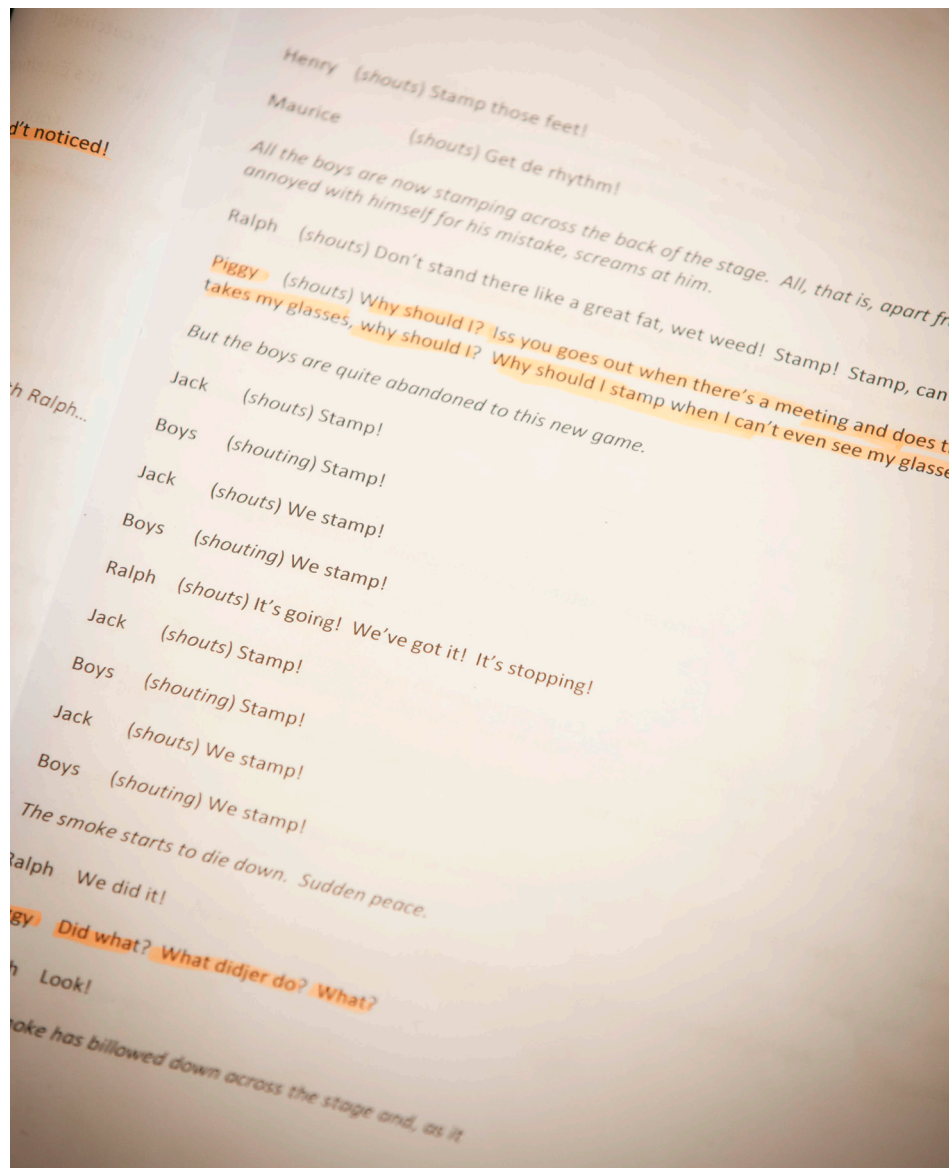 d't noticed!
h Ralph...
Henry (shouts) Stamp those feet!
Maurice (shouts) Get de rhythm!
All the boys are now stamping across the back of the stage. All, that is, apart fr
annoyed with himself for his mistake, screams at him.
Ralph (shouts) Don't stand there like a great fat, wet weed! Stamp! Stamp, can
Piggy (shouts) Why should I? Iss you goes out when there's a meeting and does t
takes my glasses, why should I? Why should I stamp when I can't even see my glasse
But the boys are quite abandoned to this new game.
Jack (shouts) Stamp!
Boys (shouting) Stamp!
Jack (shouts) We stamp!
Boys (shouting) We stamp!
Ralph (shouts) It's going! We've got it! It's stopping!
Jack (shouts) Stamp!
Boys (shouting) Stamp!
Jack (shouts) We stamp!
Boys (shouting) We stamp!
The smoke starts to die down. Sudden peace.
Ralph We did it!
gy Did what? What didjer do? What?
h Look!
oke has billowed down across the stage and, as it